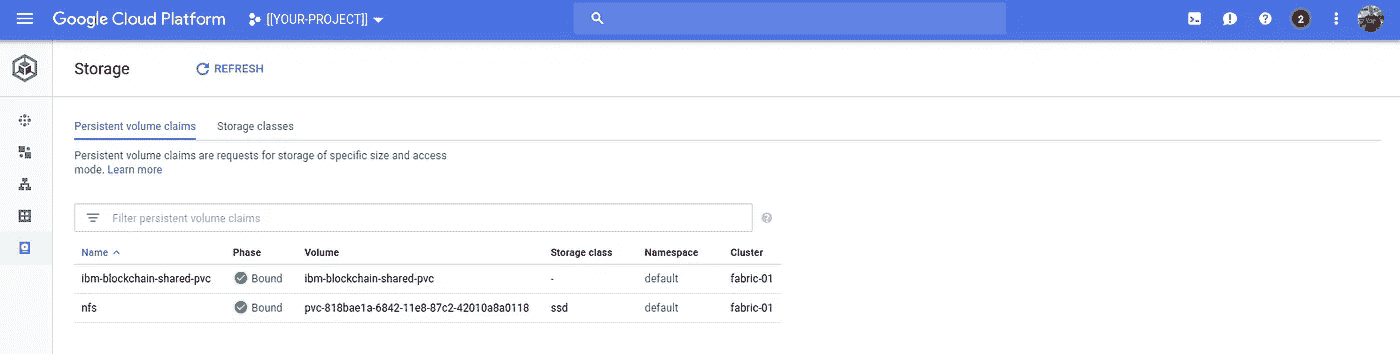 Google Cloud Platform [[YOUR-PROJECT]] 2
Storage REFRESH
Persistent volume claims Storage classes
Persistent volume claims are requests for storage of specific size and access
mode. Learn more
Filter persistent volume claims
Name Phase Volume Storage class Namespace Cluster
ibm-blockchain-shared-pvc Bound ibm-blockchain-shared-pvc - default fabric-01
nfs Bound pvc-818bae1a-6842-11e8-87c2-42010a8a0118 ssd default fabric-01